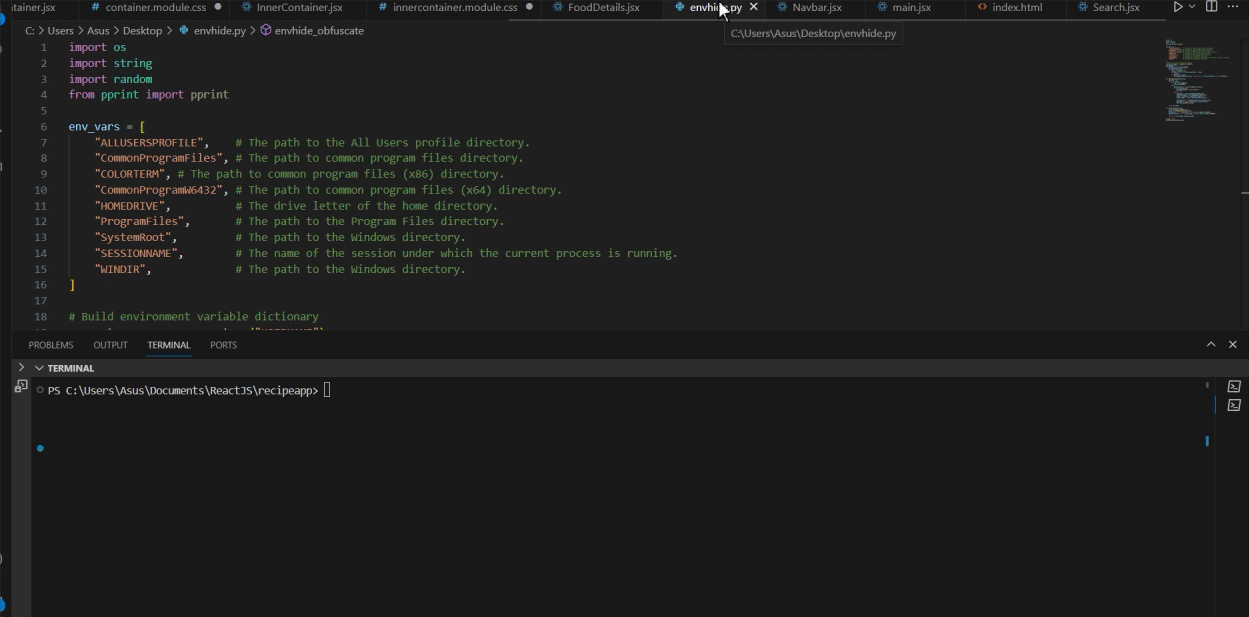 tainer.jsx # container.module.css InnerContainer.jsx # innercontainer.module.css FoodDetails.jsx envhide.py Navbar.jsx main.jsx <> index.html Search.jsx
C: > Users > Asus > Desktop > envhide.py > envhide_obfuscate
C:\Users\Asus\Desktop\envhide.py
1 import os
2 import string
3 import random
4 from pprint import pprint
5
6 env_vars = [
7 "ALLUSERSPROFILE", # The path to the All Users profile directory.
8 "CommonProgramFiles", # The path to common program files directory.
9 "COLORTERM", # The path to common program files (x86) directory.
10 "CommonProgramW6432", # The path to common program files (x64) directory.
11 "HOMEDRIVE", # The drive letter of the home directory.
12 "ProgramFiles", # The path to the Program Files directory.
13 "SystemRoot", # The path to the Windows directory.
14 "SESSIONNAME", # The name of the session under which the current process is running.
15 "WINDIR", # The path to the Windows directory.
16 ]
17
18 # Build environment variable dictionary
PROBLEMS OUTPUT TERMINAL PORTS
TERMINAL
PS C:\Users\Asus\Documents\ReactJS\recipeapp>